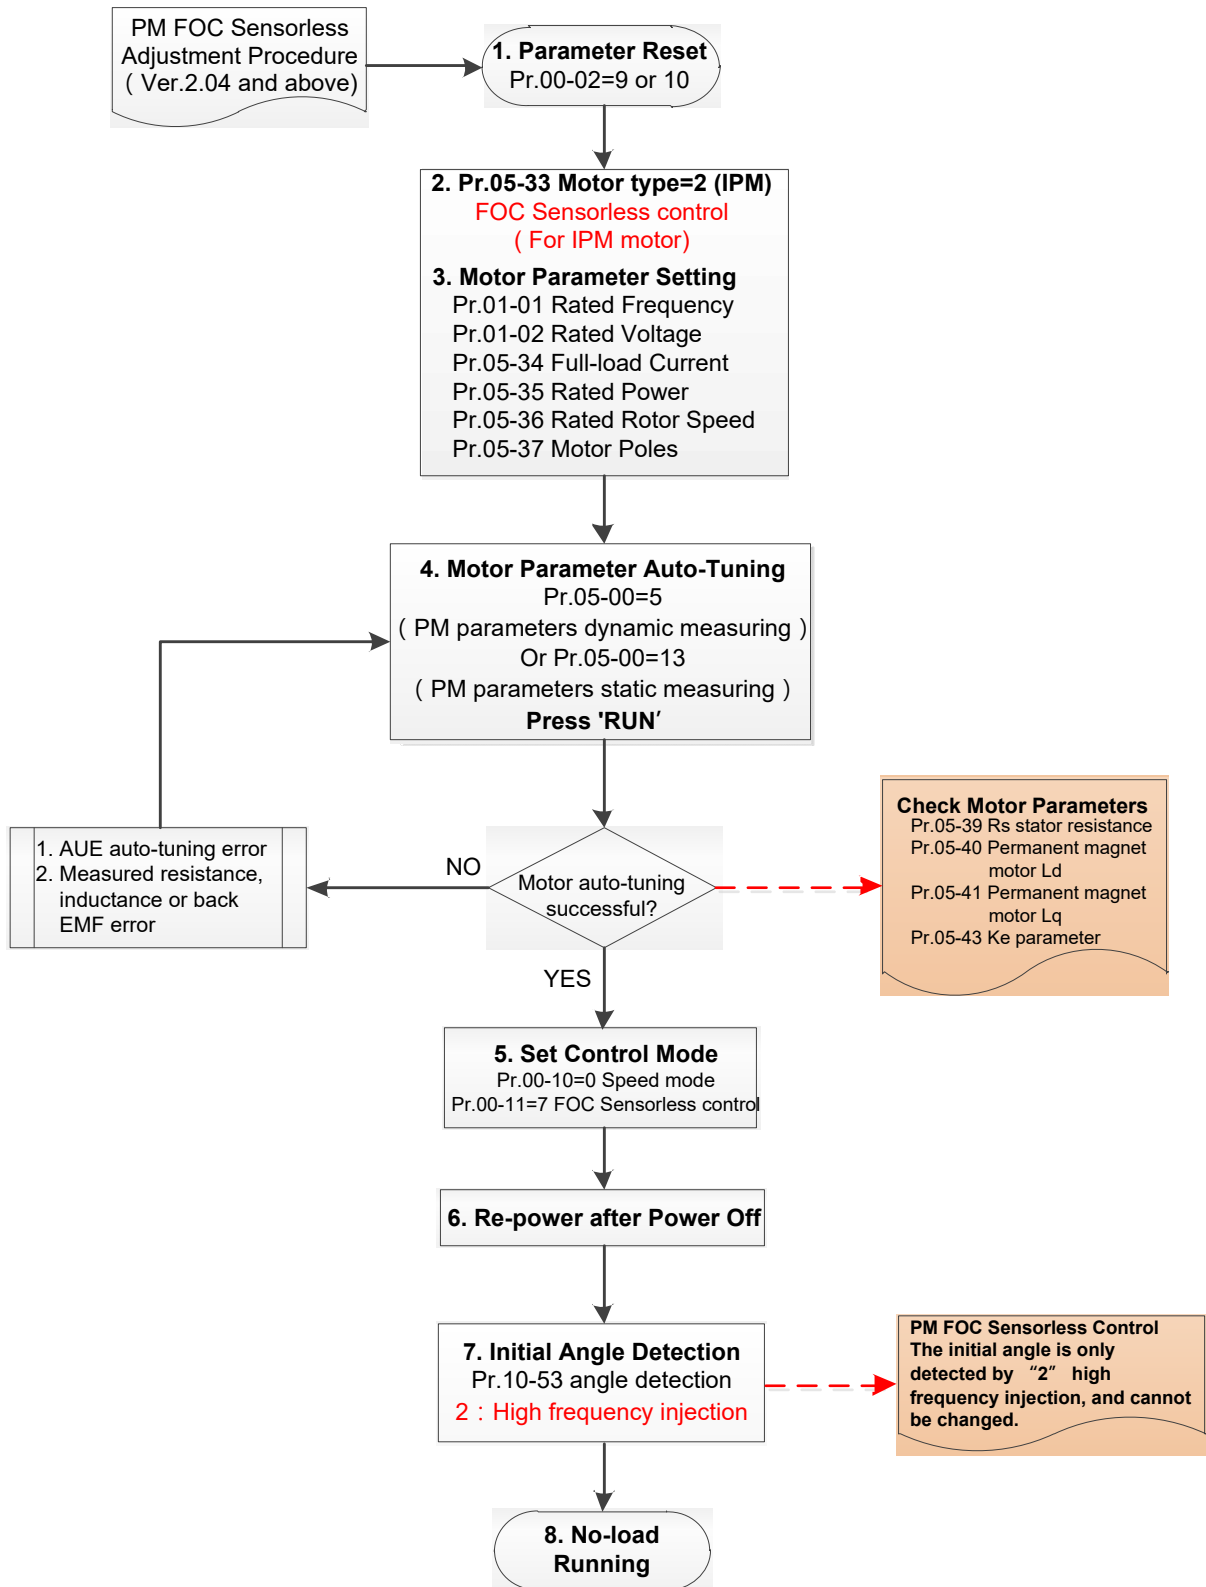 PM FOC Sensorless
Adjustment Procedure
( Ver.2.04 and above)
1. Parameter Reset
Pr.00-02=9 or 10
2. Pr.05-33 Motor type=2 (IPM)
FOC Sensorless control
( For IPM motor)
3. Motor Parameter Setting
Pr.01-01 Rated Frequency
Pr.01-02 Rated Voltage
Pr.05-34 Full-load Current
Pr.05-35 Rated Power
Pr.05-36 Rated Rotor Speed
Pr.05-37 Motor Poles
4. Motor Parameter Auto-Tuning
Pr.05-00=5
( PM parameters dynamic measuring )
Or Pr.05-00=13
( PM parameters static measuring )
Press 'RUN'
Motor auto-tuning
successful?
NO
1. AUE auto-tuning error
2. Measured resistance,
inductance or back
EMF error
Check Motor Parameters
Pr.05-39 Rs stator resistance
Pr.05-40 Permanent magnet
motor Ld
Pr.05-41 Permanent magnet
motor Lq
Pr.05-43 Ke parameter
YES
5. Set Control Mode
Pr.00-10=0 Speed mode
Pr.00-11=7 FOC Sensorless control
6. Re-power after Power Off
7. Initial Angle Detection
Pr.10-53 angle detection
2 : High frequency injection
PM FOC Sensorless Control
The initial angle is only
detected by “2” high
frequency injection, and cannot
be changed.
8. No-load
Running